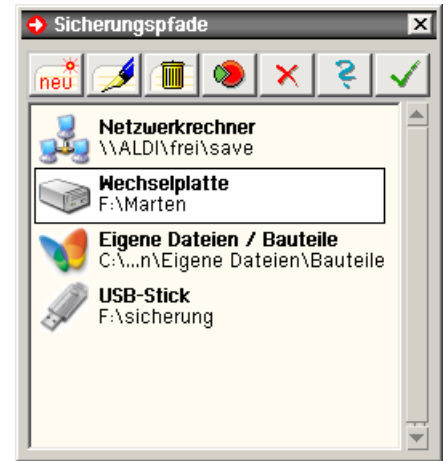 Sicherungspfade
neu
Netzwerkrechner
\\ALDI\frei\save
Wechselplatte
F:\Marten
Eigene Dateien / Bauteile
C:\...n\Eigene Dateien\Bauteile
USB-Stick
F:\sicherung